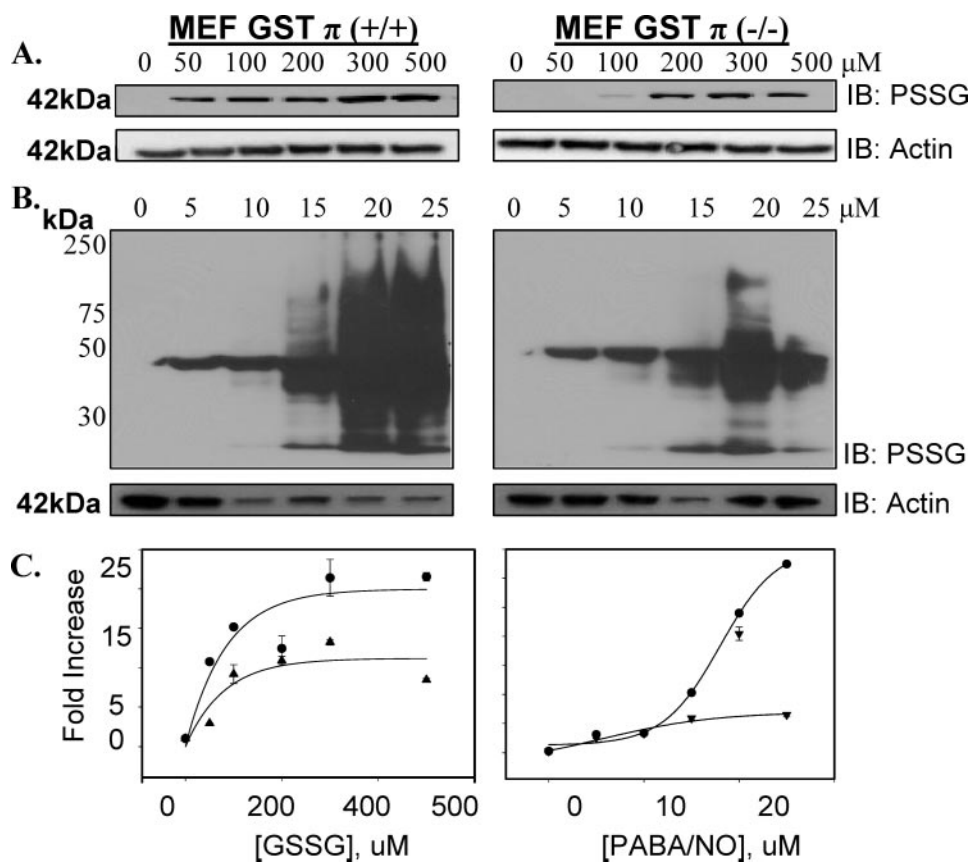 MEF GST π (+/+) MEF GST π (-/-)
A. 0 50 100 200 300 500 0 50 100 200 300 500 µM
42kDa IB: PSSG
42kDa IB: Actin
B. 0 5 10 15 20 25 0 5 10 15 20 25 µM
kDa
250
75
50
30
IB: PSSG
42kDa IB: Actin
C.
Fold Increase
25
15
5
0
0 200 400 500 0 10 20
[GSSG], uM [PABA/NO], uM